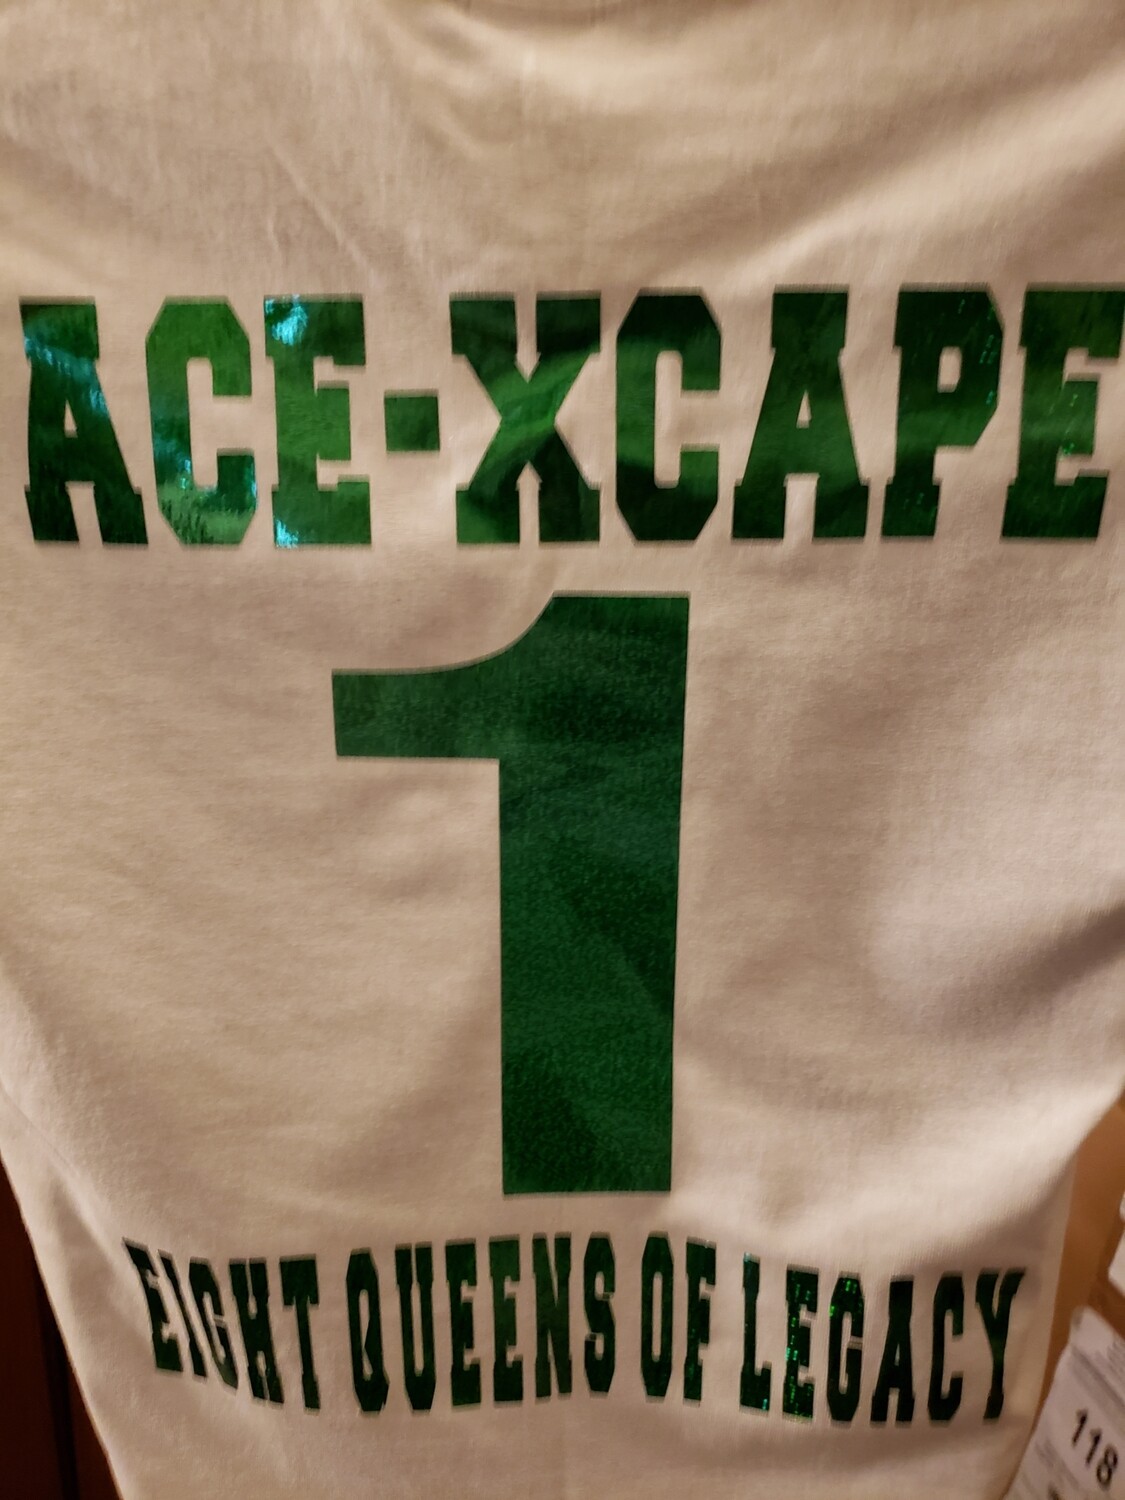 ACE-XCAPE
1
EIGHT QUEENS OF LEGACY
118